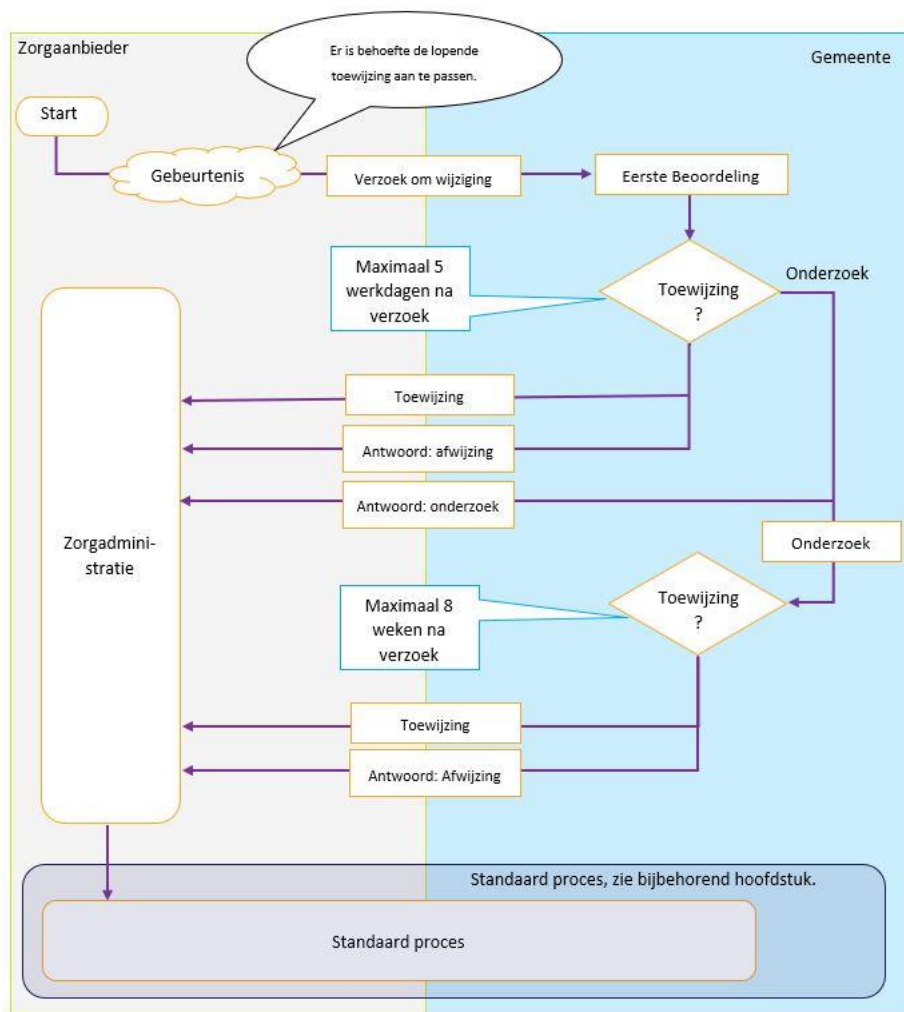 Zorgaanbieder
Er is behoefte de lopende
toewijzing aan te passen.
Gemeente
Start
Gebeurtenis
Verzoek om wijziging
Eerste Beoordeling
Maximaal 5
werkdagen na
verzoek
Toewijzing
?
Onderzoek
Toewijzing
Antwoord: afwijzing
Antwoord: onderzoek
Zorgadmini-
stratie
Onderzoek
Maximaal 8
weken na
verzoek
Toewijzing
?
Toewijzing
Antwoord: Afwijzing
Standaard proces, zie bijbehorend hoofdstuk.
Standaard proces